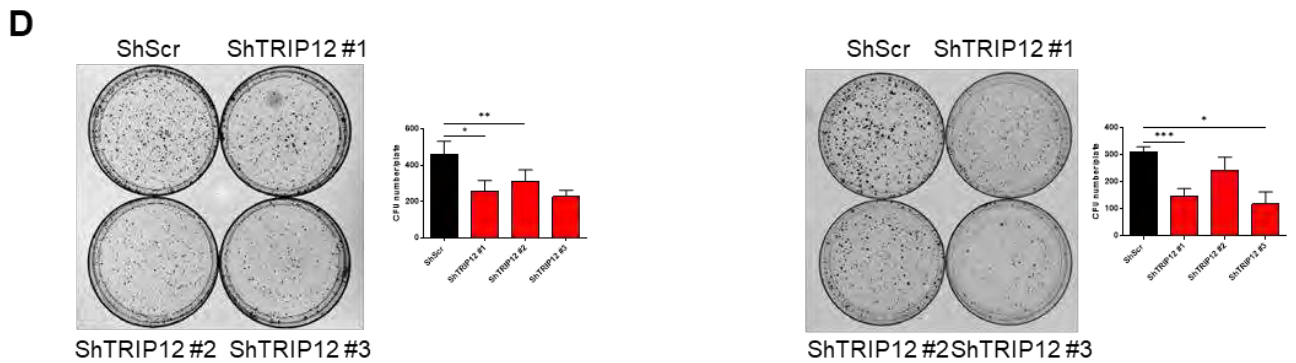 D
ShScr ShTRIP12 #1
ShTRIP12 #2 ShTRIP12 #3
CFU number/plate
600
400
200
0
**
*
ShScr
ShTRIP12 #1
ShTRIP12 #2
ShTRIP12 #3
ShScr ShTRIP12 #1
ShTRIP12 #2 ShTRIP12 #3
CFU number/plate
400
300
200
100
0
*
***
ShScr
ShTRIP12 #1
ShTRIP12 #2
ShTRIP12 #3